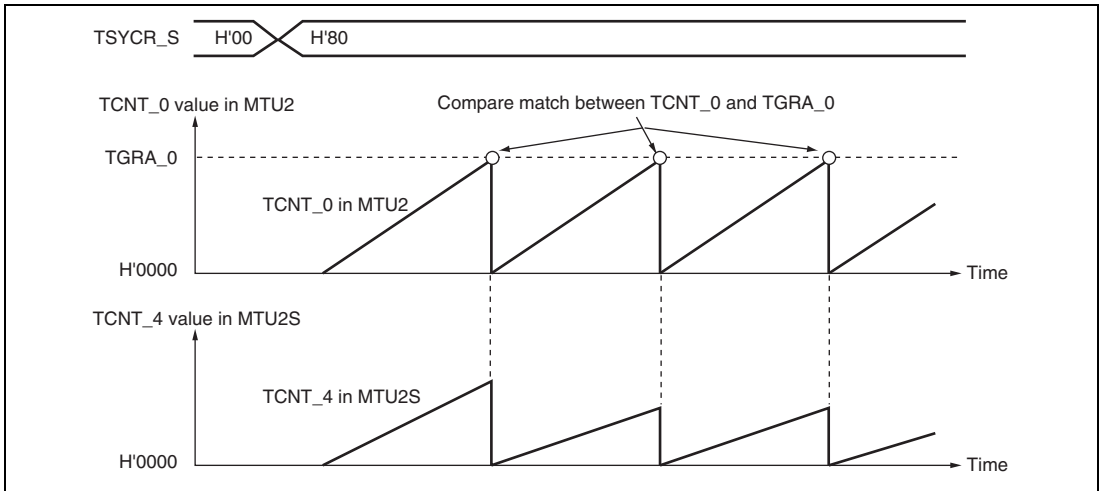 TSYCR_S H'00 H'80
TCNT_0 value in MTU2
Compare match between TCNT_0 and TGRA_0
TGRA_0
TCNT_0 in MTU2
H'0000
Time
TCNT_4 value in MTU2S
TCNT_4 in MTU2S
H'0000
Time